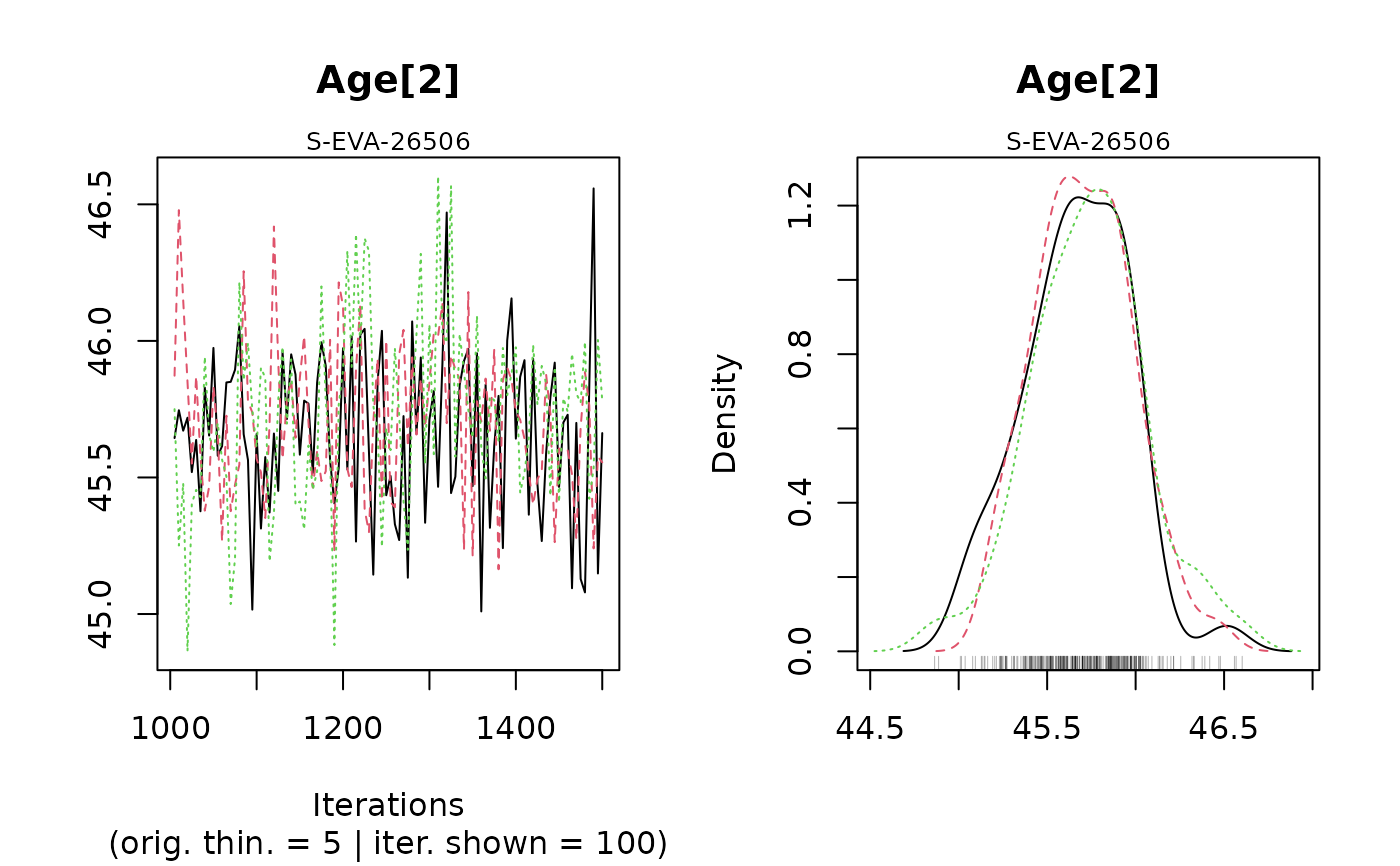 Age[2]
S-EVA-26506
46.5
46.0
45.5
45.0
1000 1200 1400
Iterations
(orig. thin. = 5 | iter. shown = 100)
Age[2]
S-EVA-26506
Density
1.2
0.8
0.4
0.0
44.5 45.5 46.5